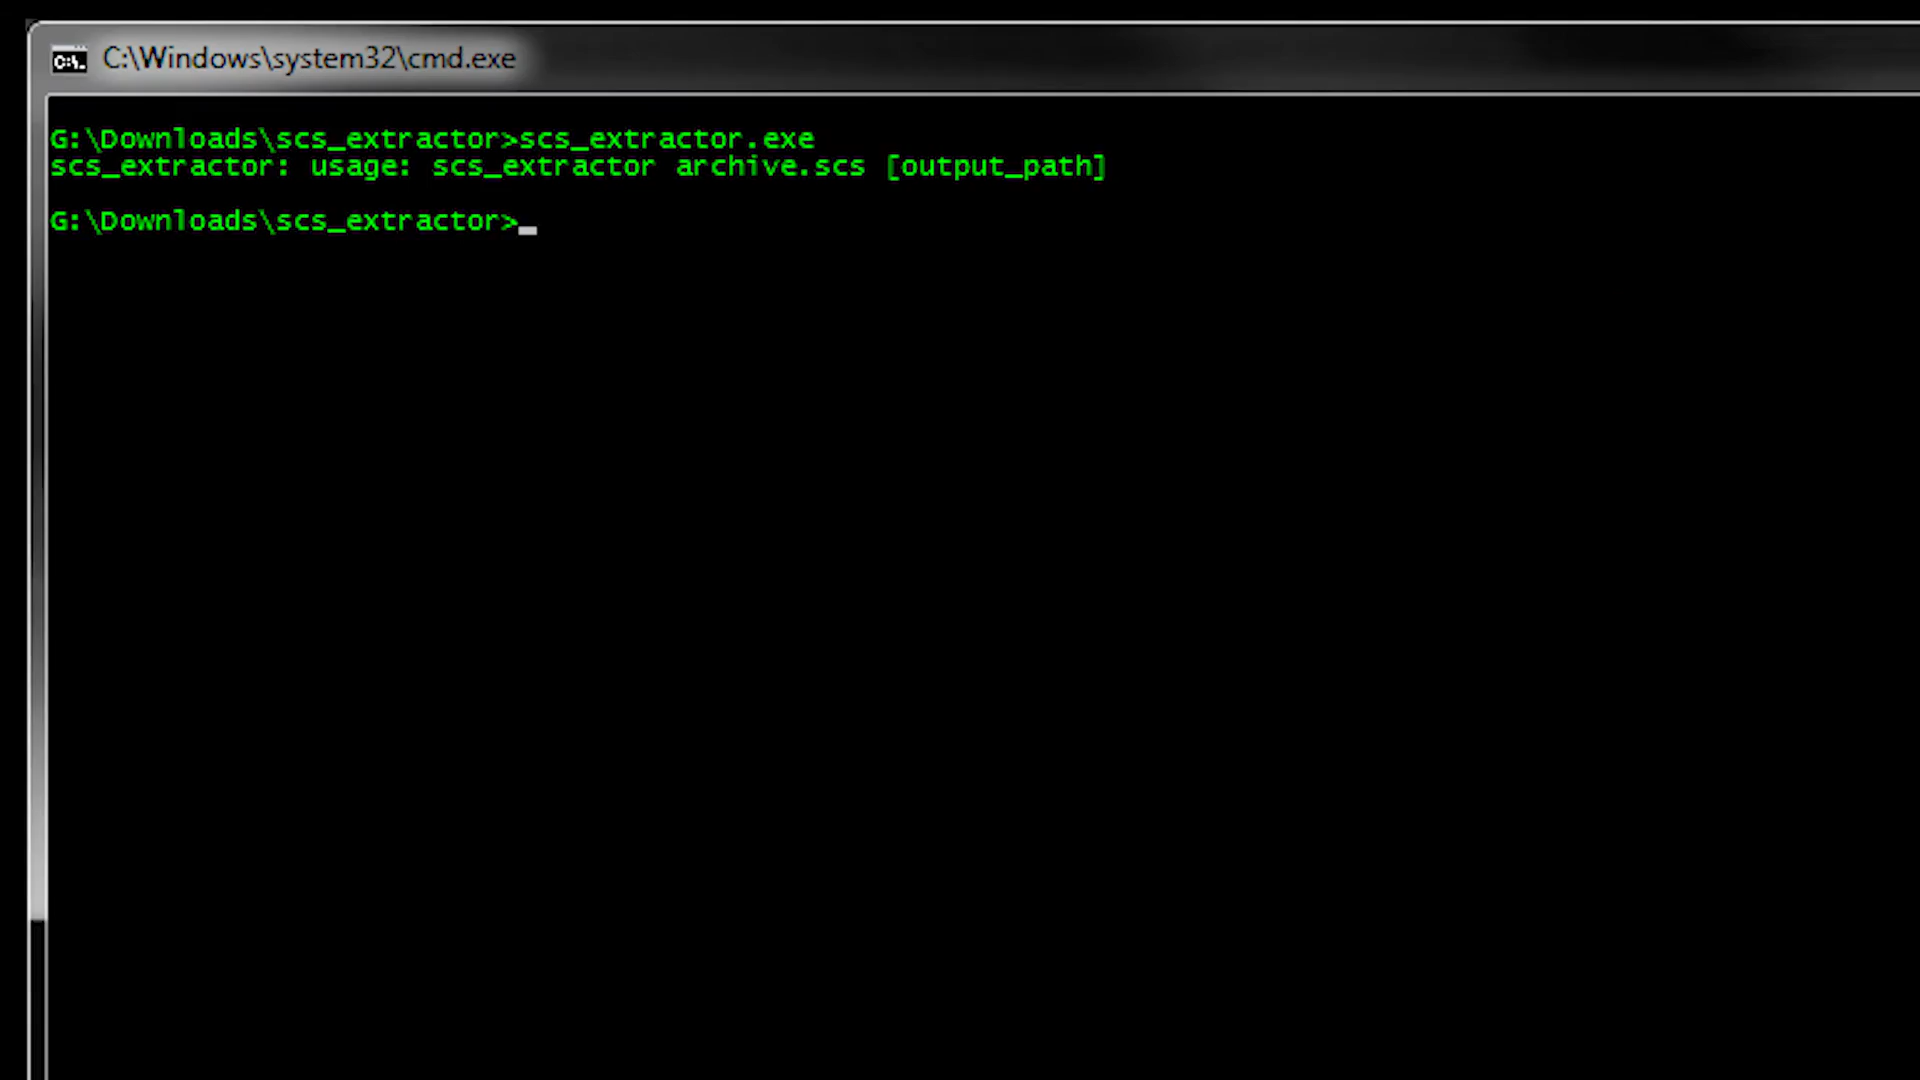 C:\Windows\system32\cmd.exe
G:\Downloads\scs_extractor>scs_extractor.exe
scs_extractor: usage: scs_extractor archive.scs [output_path]
G:\Downloads\scs_extractor>